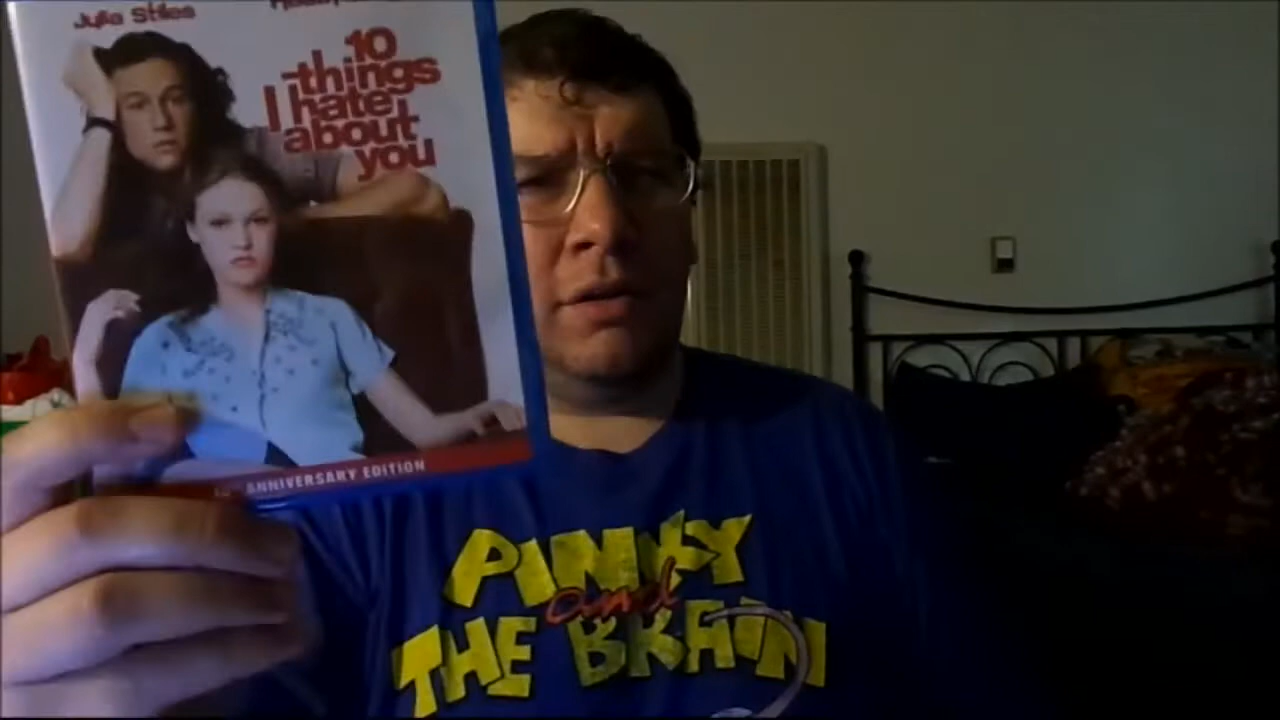 Julia Stiles
10
things
I hate
about
you
ANNIVERSARY EDITION
PINKY
and
THE BRAIN